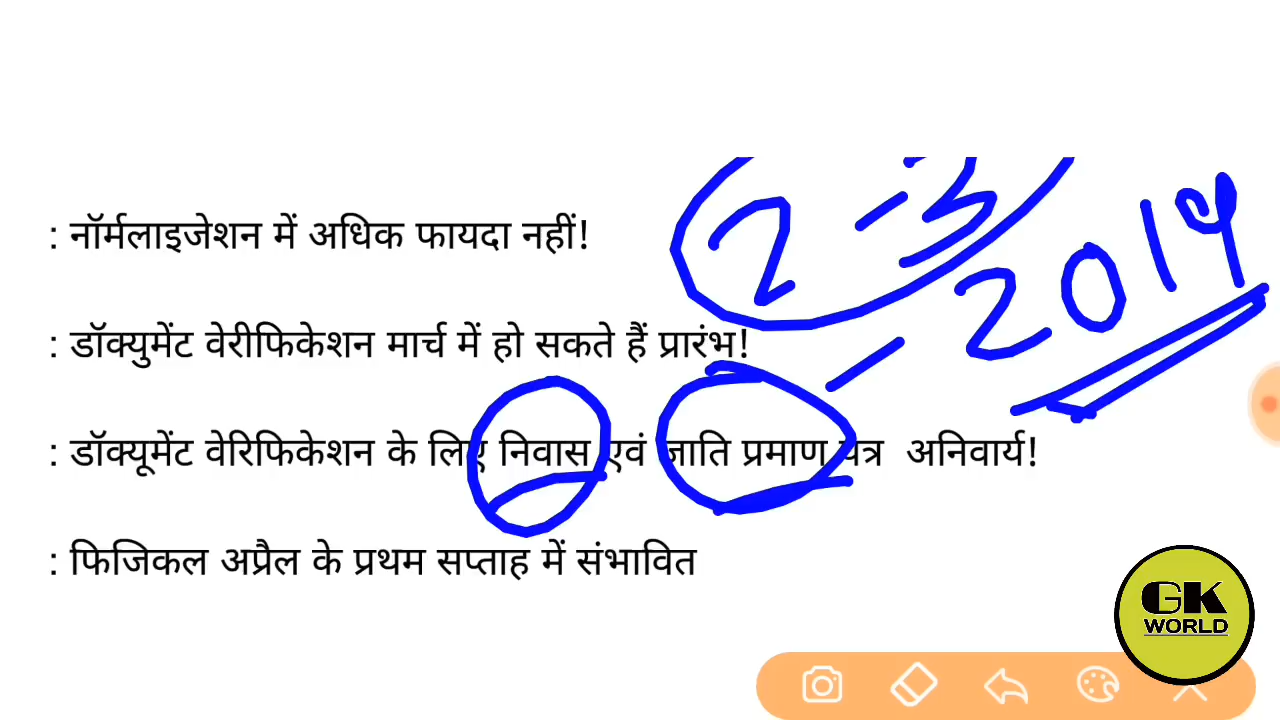 : नॉर्मलाइजेशन में अधिक फायदा नहीं!
2 - 3
: डॉक्युमेंट वेरीफिकेशन मार्च में हो सकते हैं प्रारंभ!
- 2019
: डॉक्यूमेंट वेरिफिकेशन के लिए निवास एवं जाति प्रमाण पत्र अनिवार्य!
: फिजिकल अप्रैल के प्रथम सप्ताह में संभावित
GK
WORLD